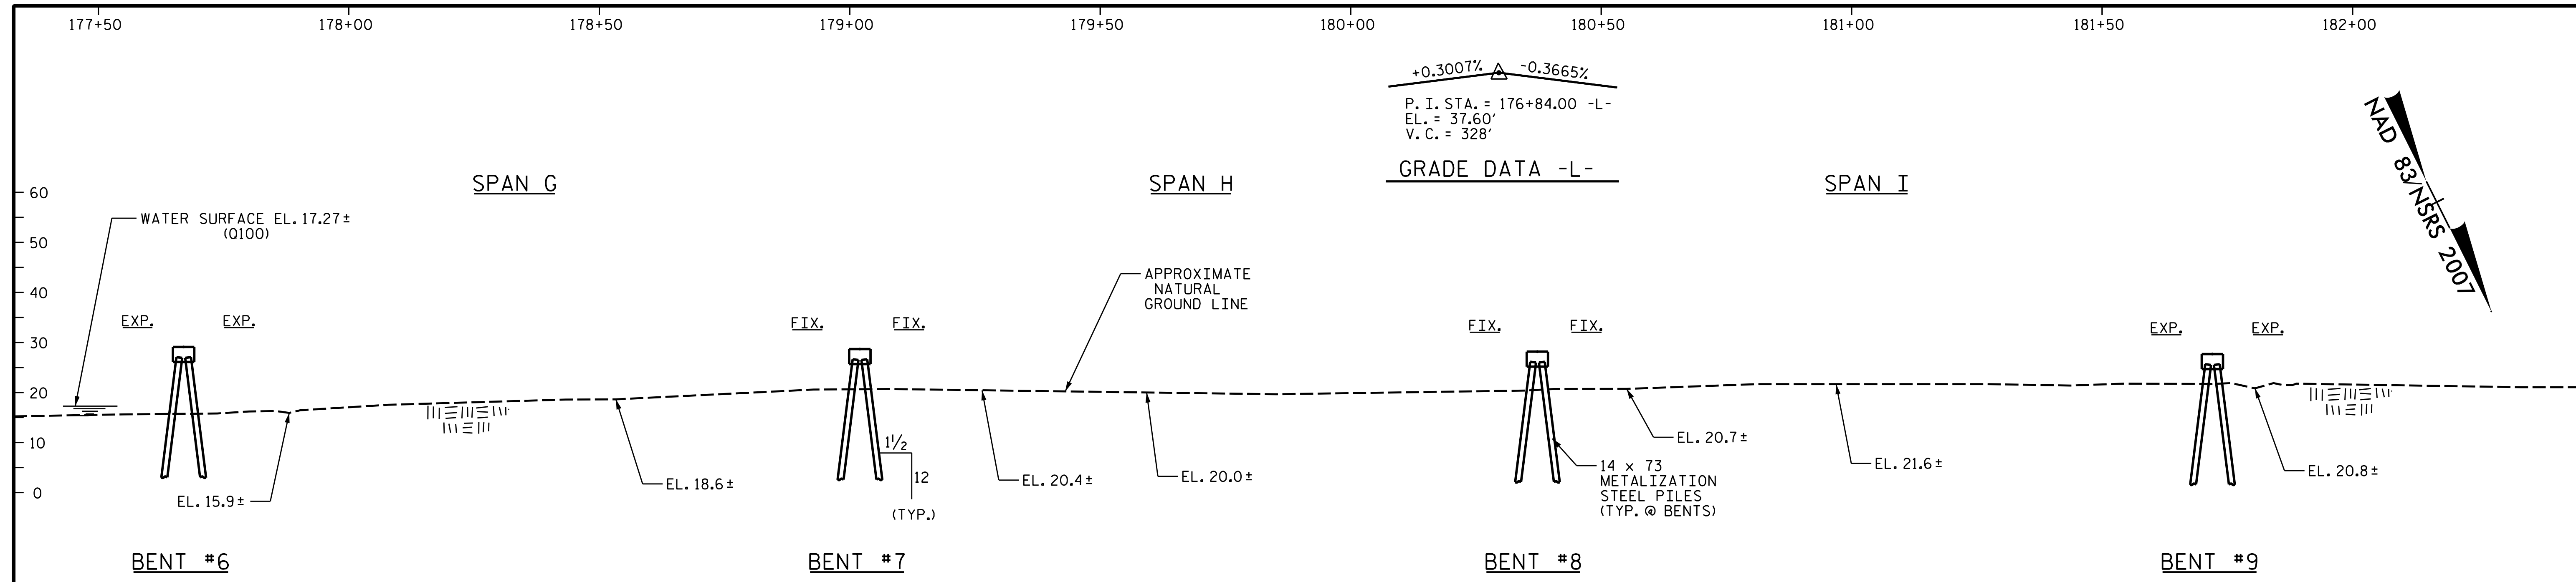 177+50 178+00 178+50 179+00 179+50 180+00 180+50 181+00 181+50 182+00
+0.3007% -0.3665%
P.I. STA. = 176+84.00 -L-
EL. = 37.60'
V.C. = 328'
GRADE DATA -L-
NAD 83/NSRS 2007
SPAN G SPAN H SPAN I
60
50
40
30
20
10
0
WATER SURFACE EL. 17.27±
(Q100)
APPROXIMATE
NATURAL
GROUND LINE
EXP. EXP. FIX. FIX. FIX. FIX. EXP. EXP.
1½
12
(TYP.)
EL. 15.9±
EL. 18.6±
EL. 20.4±
EL. 20.0±
EL. 20.7±
14 x 73
METALIZATION
STEEL PILES
(TYP. @ BENTS)
EL. 21.6±
EL. 20.8±
BENT #6 BENT #7 BENT #8 BENT #9